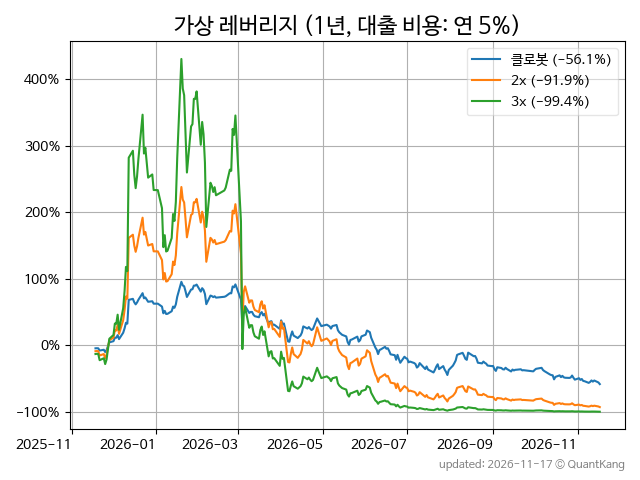 가상 레버리지 (1년, 대출 비용: 연 5%)
클로봇 (-56.1%)
2x (-91.9%)
3x (-99.4%)
400%
300%
200%
100%
0%
-100%
2025-11 2026-01 2026-03 2026-05 2026-07 2026-09 2026-11
updated: 2026-11-17 © QuantKang